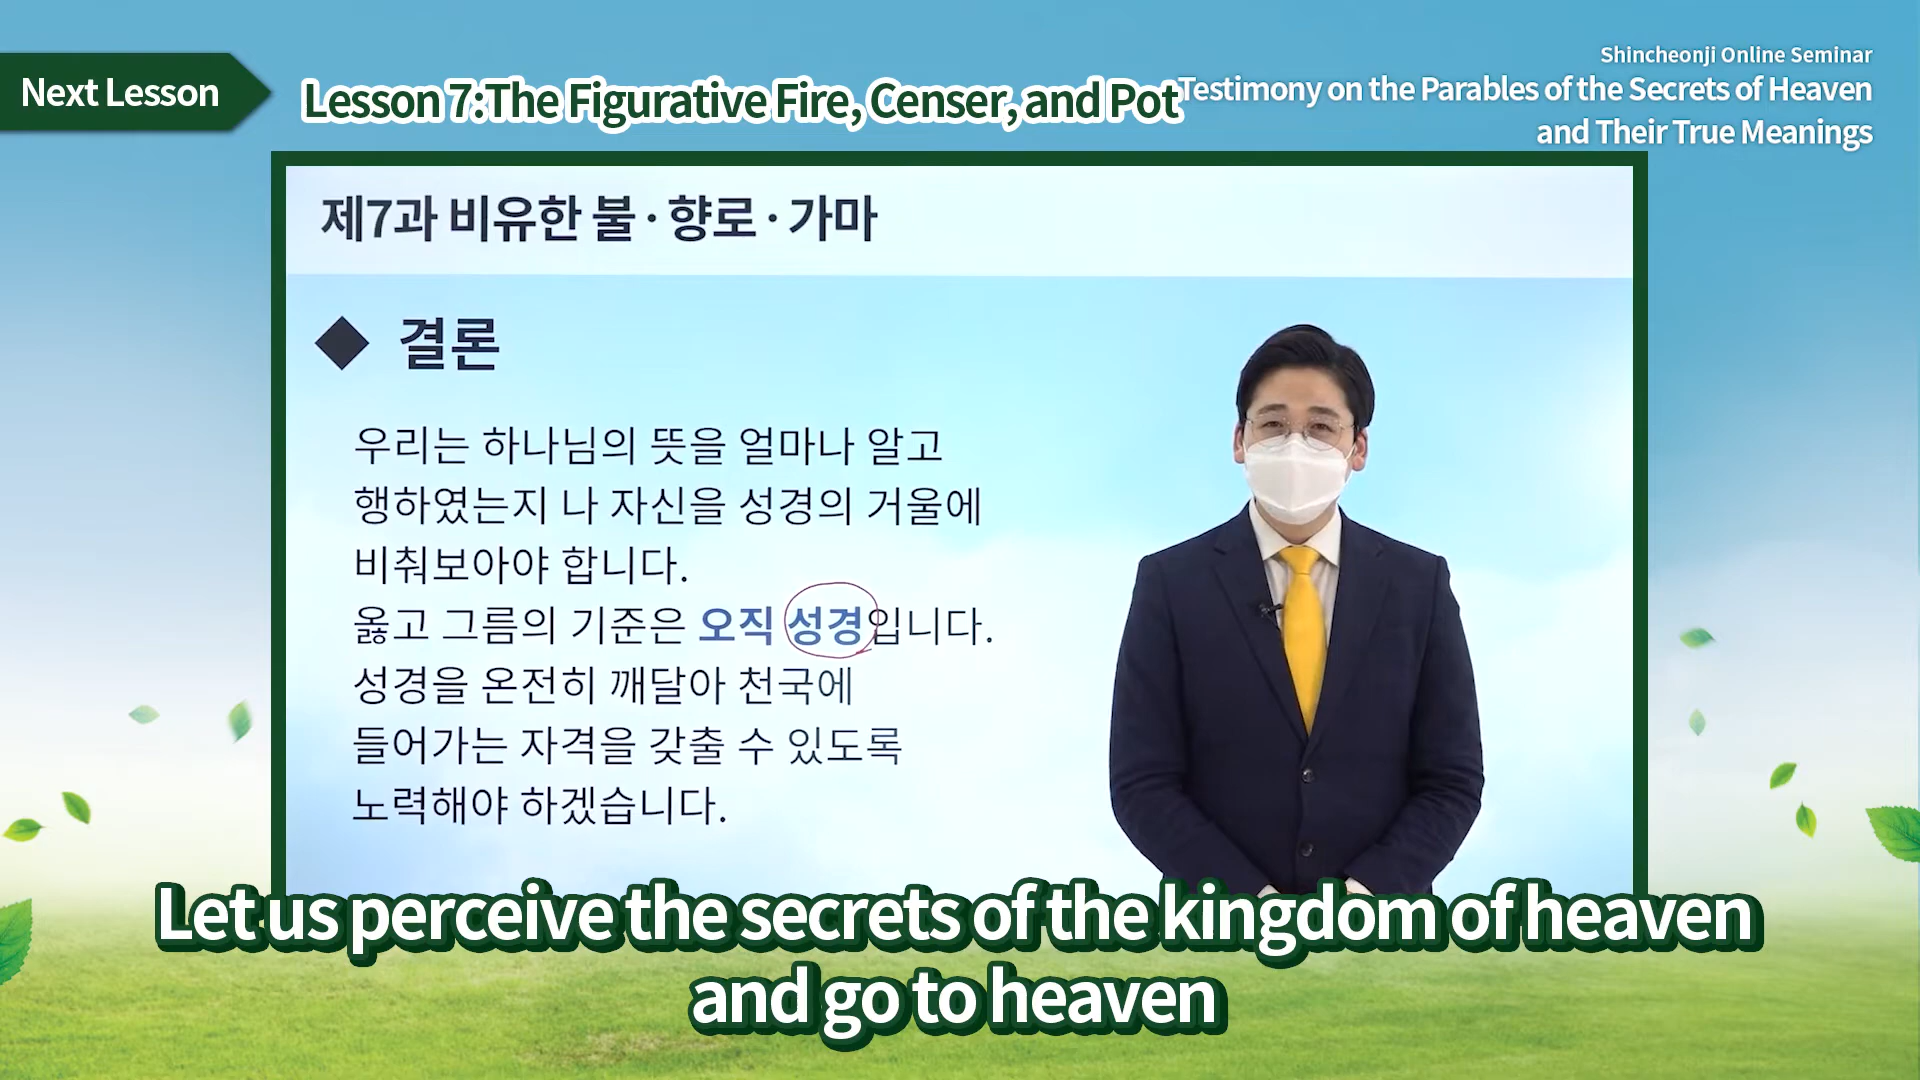 Next Lesson
Lesson 7:The Figurative Fire, Censer, and Pot
Shincheonji Online Seminar
Testimony on the Parables of the Secrets of Heaven
and Their True Meanings
제7과 비유한 불·향로·가마
◆ 결론
우리는 하나님의 뜻을 얼마나 알고
행하였는지 나 자신을 성경의 거울에
비춰보아야 합니다.
옳고 그름의 기준은 오직 성경입니다.
성경을 온전히 깨달아 천국에
들어가는 자격을 갖출 수 있도록
노력해야 하겠습니다.
Let us perceive the secrets of the kingdom of heaven
and go to heaven